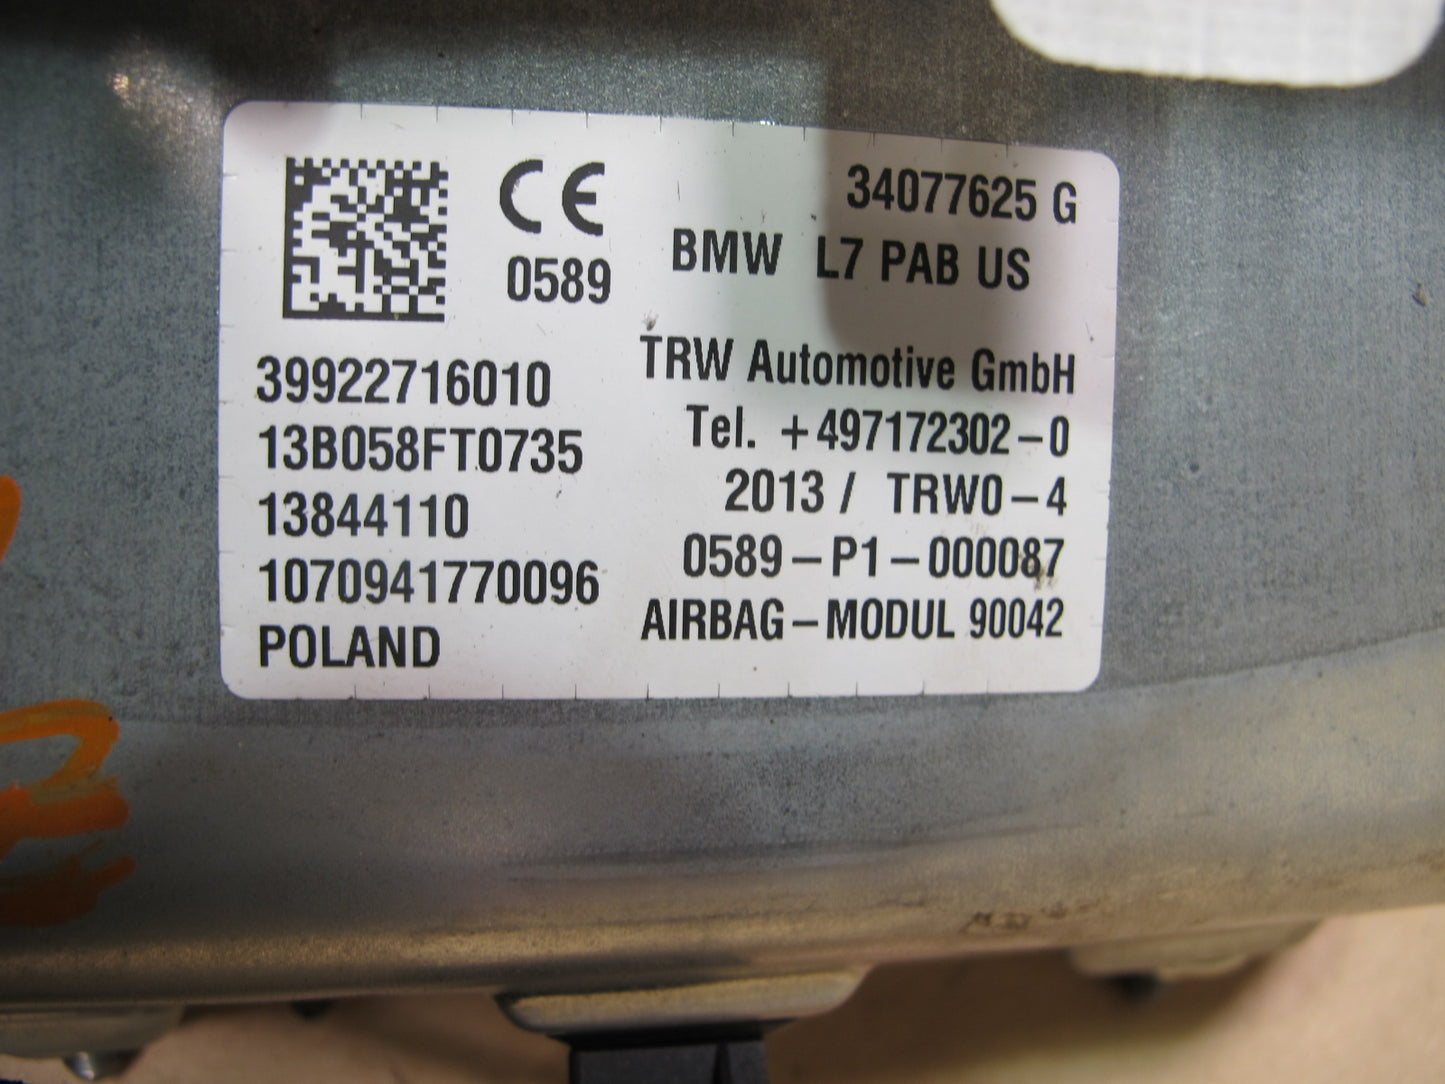 CE
0589
34077625 G
BMW L7 PAB US
39922716010
13B058FT0735
13844110
1070941770096
POLAND
TRW Automotive GmbH
Tel. +497172302-0
2013 / TRW0-4
0589-P1-000087
AIRBAG-MODUL 90042